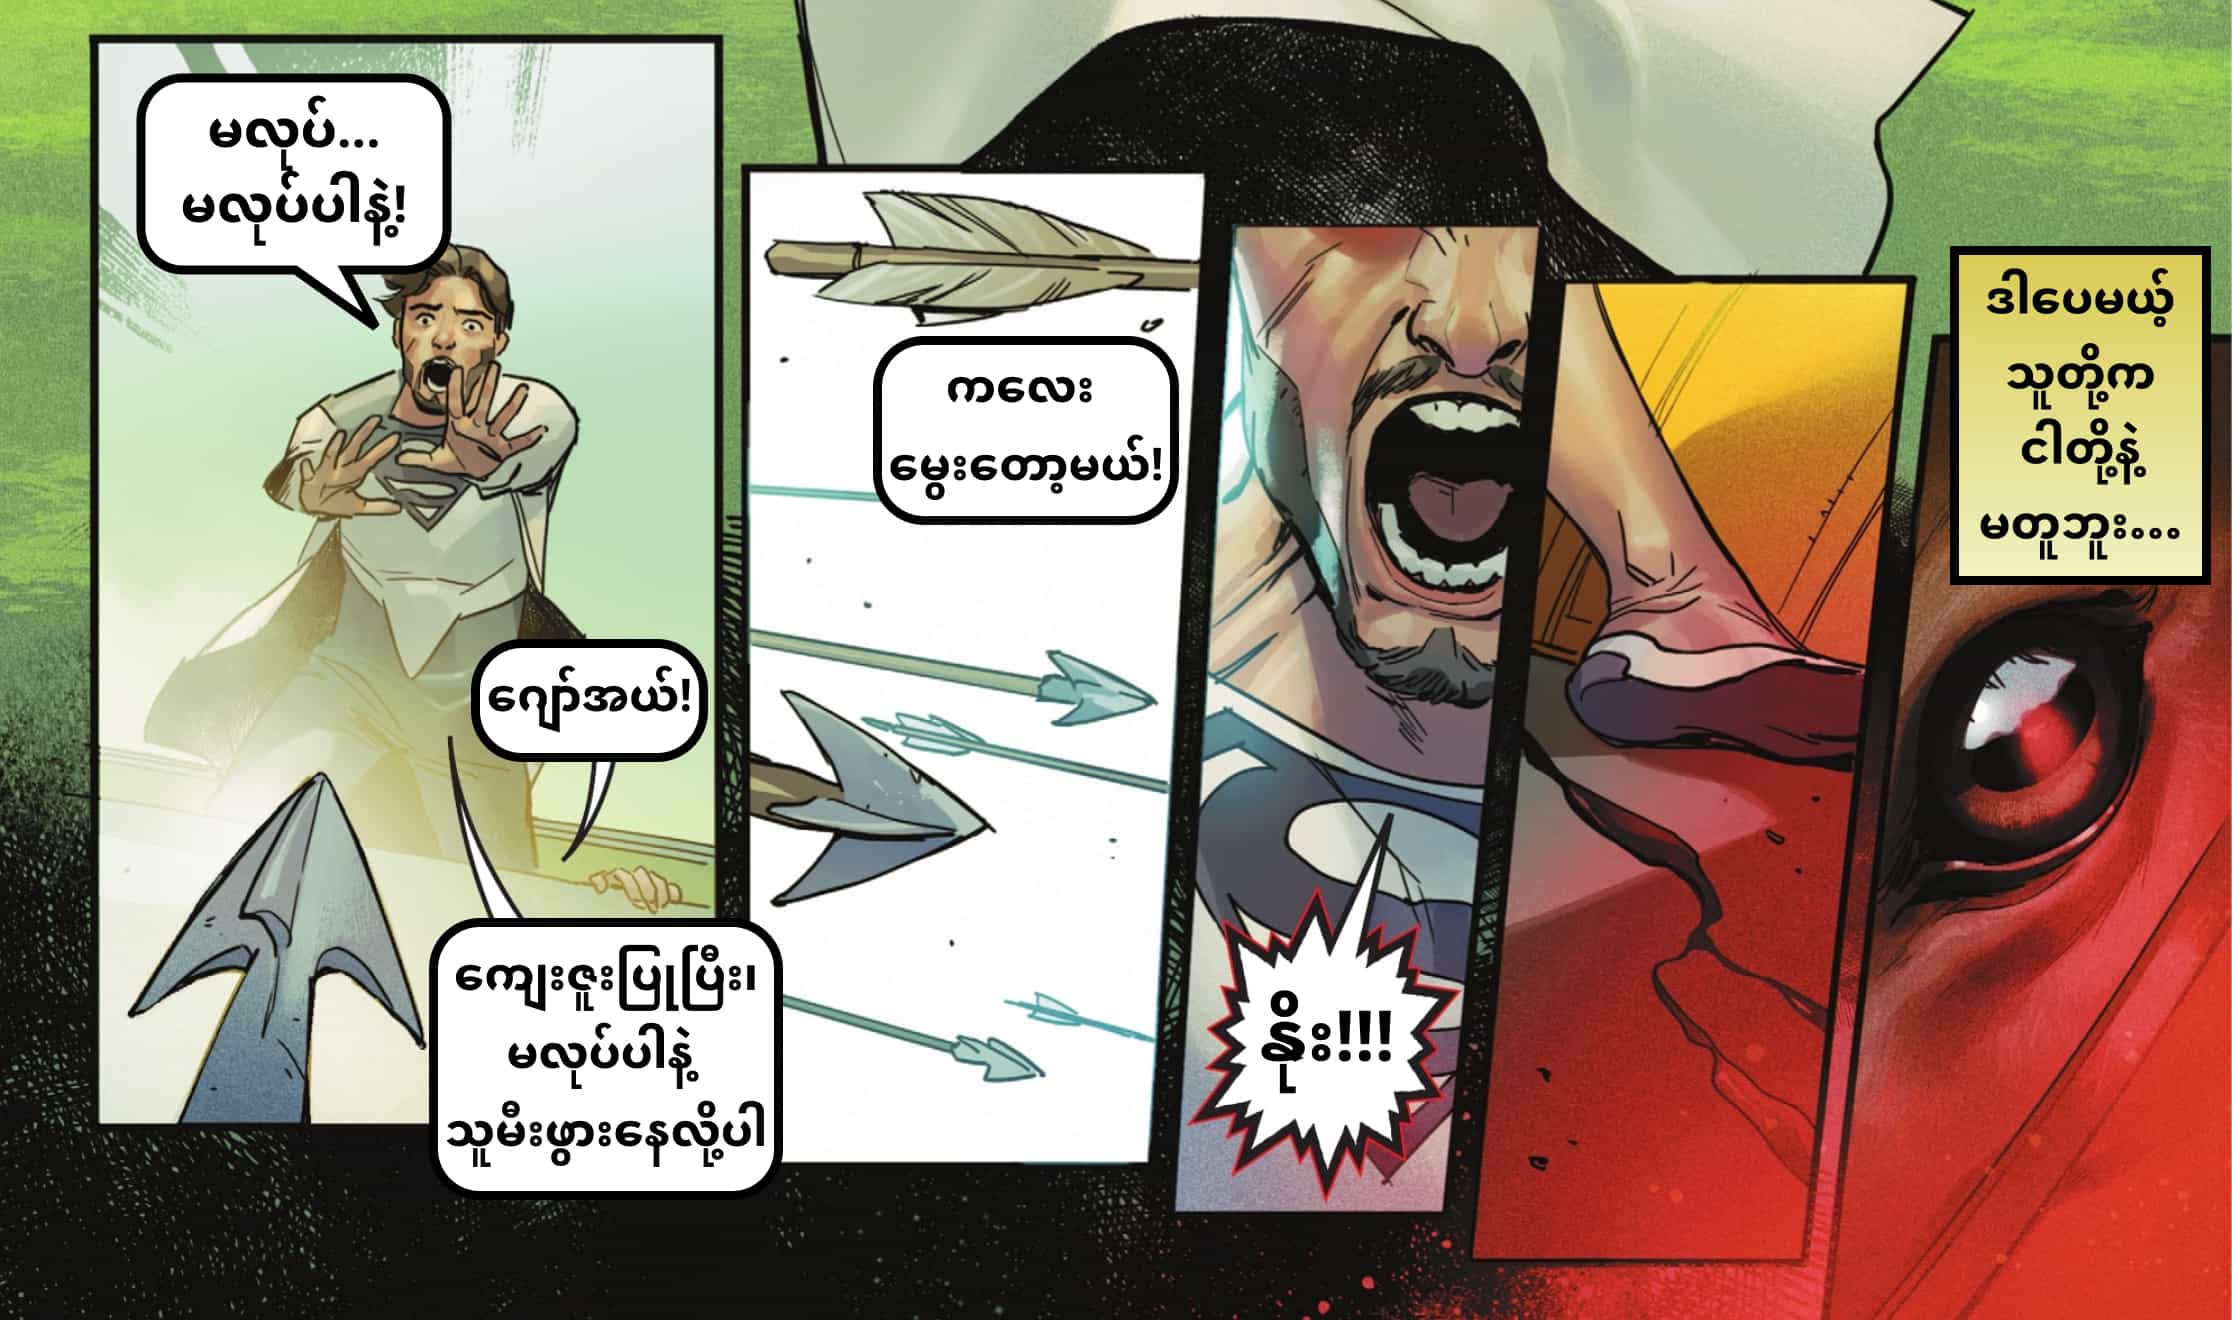 မလုပ်...
မလုပ်ပါနဲ့!
ဂျော်အယ်!
ကျေးဇူးပြုပြီး၊
မလုပ်ပါနဲ့
သူမီးဖွားနေလို့ပါ
ကလေး
မွေးတော့မယ်!
နိုး!!!
ဒါပေမယ့်
သူတို့က
ငါတို့နဲ့
မတူဘူး...